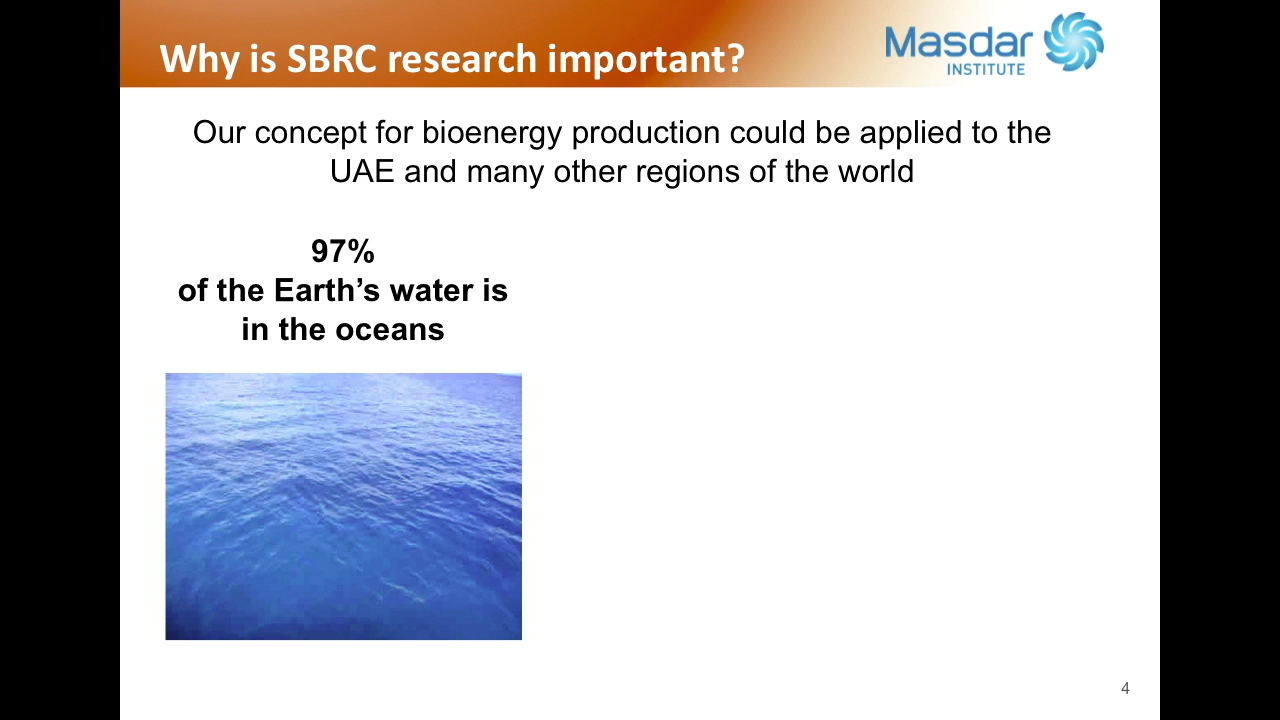 Why is SBRC research important?
Masdar
INSTITUTE
Our concept for bioenergy production could be applied to the
UAE and many other regions of the world
97%
of the Earth’s water is
in the oceans
4